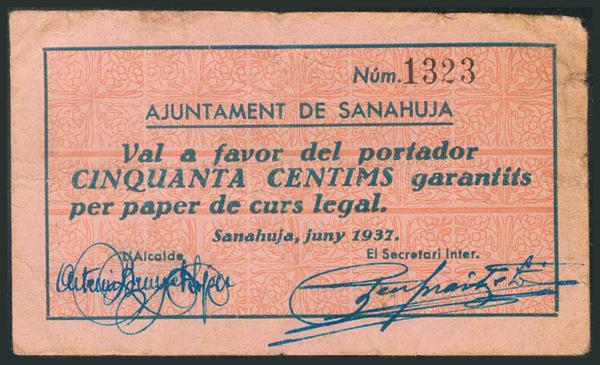 Núm. 1323
AJUNTAMENT DE SANAHUJA
Val a favor del portador
CINQUANTA CENTIMS garantits
per paper de curs legal.
Sanahuja, juny 1937.
L'Alcalde
El Secretari Inter.